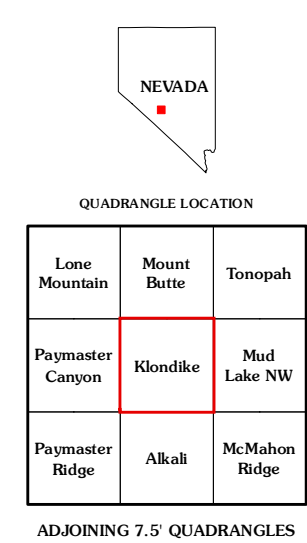 NEVADA
QUADRANGLE LOCATION
Lone
Mountain
Mount
Butte
Tonopah
Paymaster
Canyon
Klondike
Mud
Lake NW
Paymaster
Ridge
Alkali
McMahon
Ridge
ADJOINING 7.5' QUADRANGLES